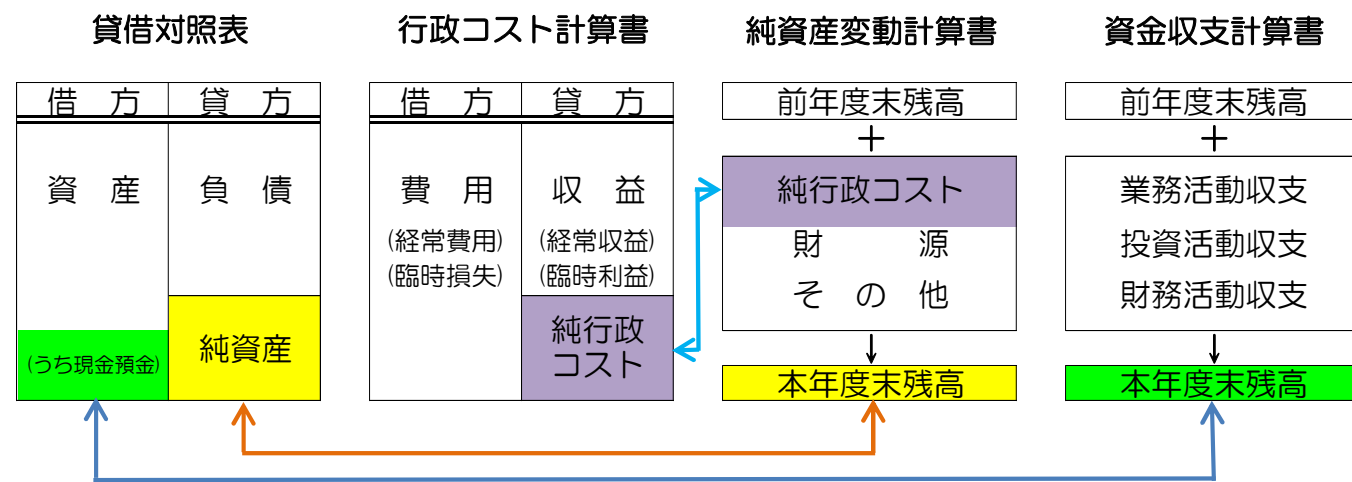 貸借対照表
借 方 貸 方
資 産 負 債
(うち現金預金) 純資産
行政コスト計算書
借 方 貸 方
費 用 収 益
(経常費用) (経常収益)
(臨時損失) (臨時利益)
純行政
コスト
純資産変動計算書
前年度末残高
+
純行政コスト
財 源
そ の 他
本年度末残高
資金収支計算書
前年度末残高
+
業務活動収支
投資活動収支
財務活動収支
本年度末残高